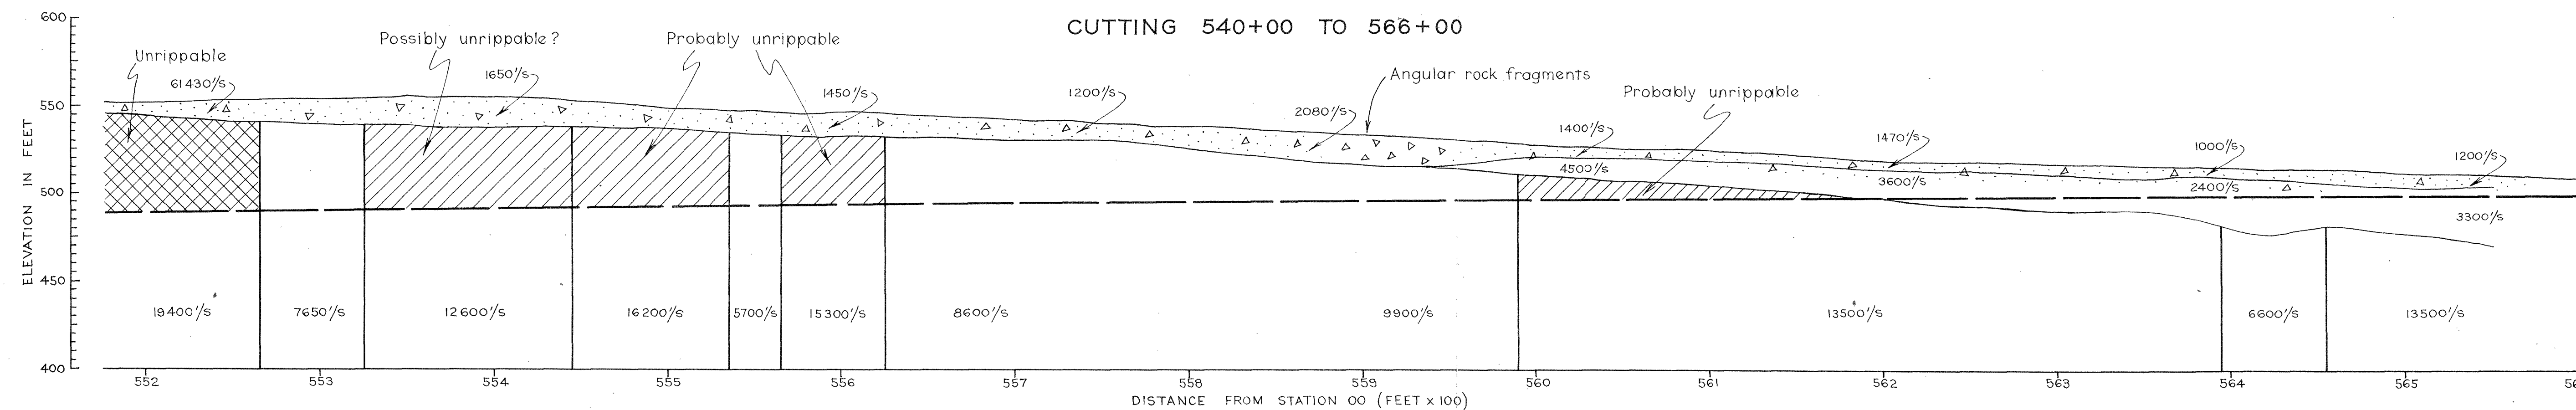 CUTTING 540+00 TO 566+00
600
550
500
450
400
ELEVATION IN FEET
Unrippable
Possibly unrippable?
Probably unrippable
Angular rock fragments
Probably unrippable
61430'/s
1650'/s
1450'/s
1200'/s
2080'/s
1400'/s
1470'/s
1000'/s
1200'/s
4500'/s
3600'/s
2400'/s
3300'/s
19400'/s
7650'/s
12600'/s
16200'/s
5700'/s
15300'/s
8600'/s
9900'/s
13500'/s
6600'/s
13500'/s
552 553 554 555 556 557 558 559 560 561 562 563 564 565
DISTANCE FROM STATION 00 (FEET x 100)